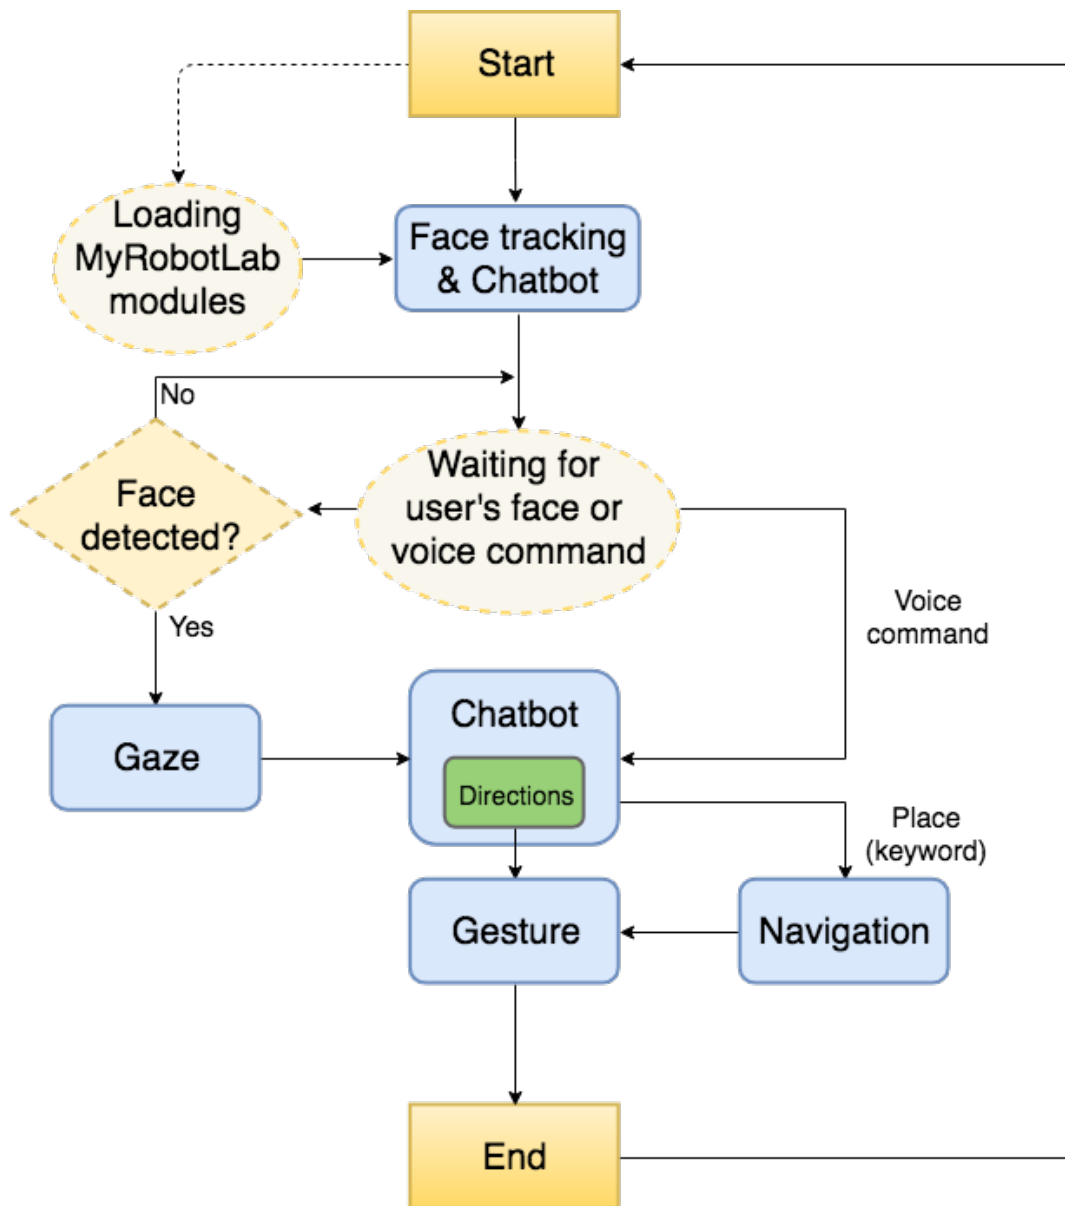 Start
Loading
MyRobotLab
modules
Face tracking
& Chatbot
No
Face
detected?
Waiting for
user's face or
voice command
Yes
Voice
command
Gaze
Chatbot
Directions
Place
(keyword)
Gesture
Navigation
End